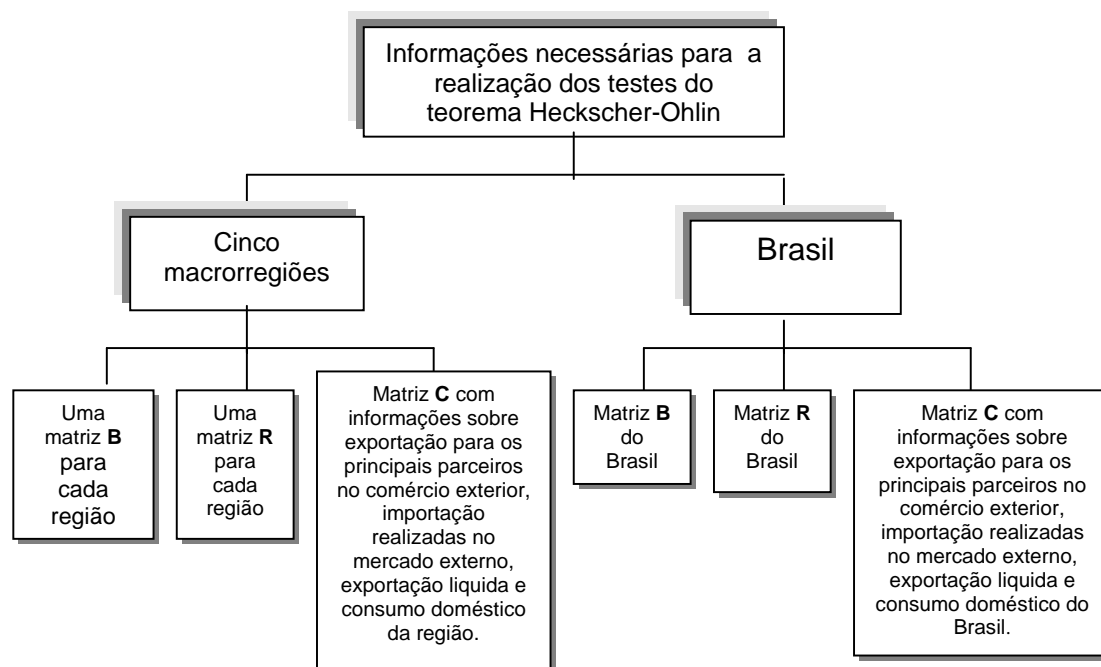 Informações necessárias para a
realização dos testes do
teorema Heckscher-Ohlin
Cinco
macrorregiões
Brasil
Uma
matriz B
para
cada
região
Uma
matriz R
para
cada
região
Matriz C com
informações sobre
exportação para os
principais parceiros
no comércio exterior,
importação
realizadas no
mercado externo,
exportação liquida e
consumo doméstico
da região.
Matriz B
do
Brasil
Matriz R
do
Brasil
Matriz C com
informações sobre
exportação para os
principais parceiros no
comércio exterior,
importação realizadas
no mercado externo,
exportação liquida e
consumo doméstico do
Brasil.